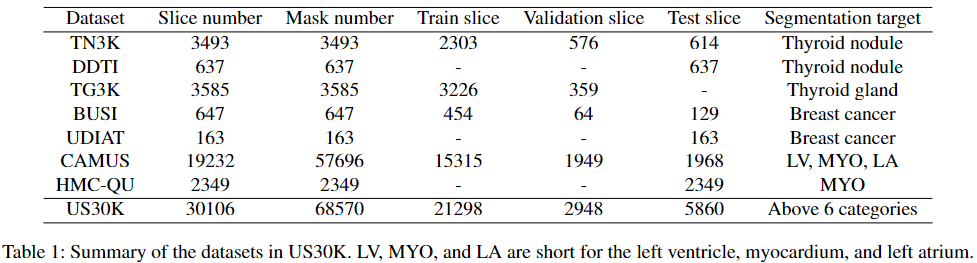 Dataset Slice number Mask number Train slice Validation slice Test slice Segmentation target
TN3K 3493 3493 2303 576 614 Thyroid nodule
DDTI 637 637 - - 637 Thyroid nodule
TG3K 3585 3585 3226 359 - Thyroid gland
BUSI 647 647 454 64 129 Breast cancer
UDIAT 163 163 - - 163 Breast cancer
CAMUS 19232 57696 15315 1949 1968 LV, MYO, LA
HMC-QU 2349 2349 - - 2349 MYO
US30K 30106 68570 21298 2948 5860 Above 6 categories
Table 1: Summary of the datasets in US30K. LV, MYO, and LA are short for the left ventricle, myocardium, and left atrium.